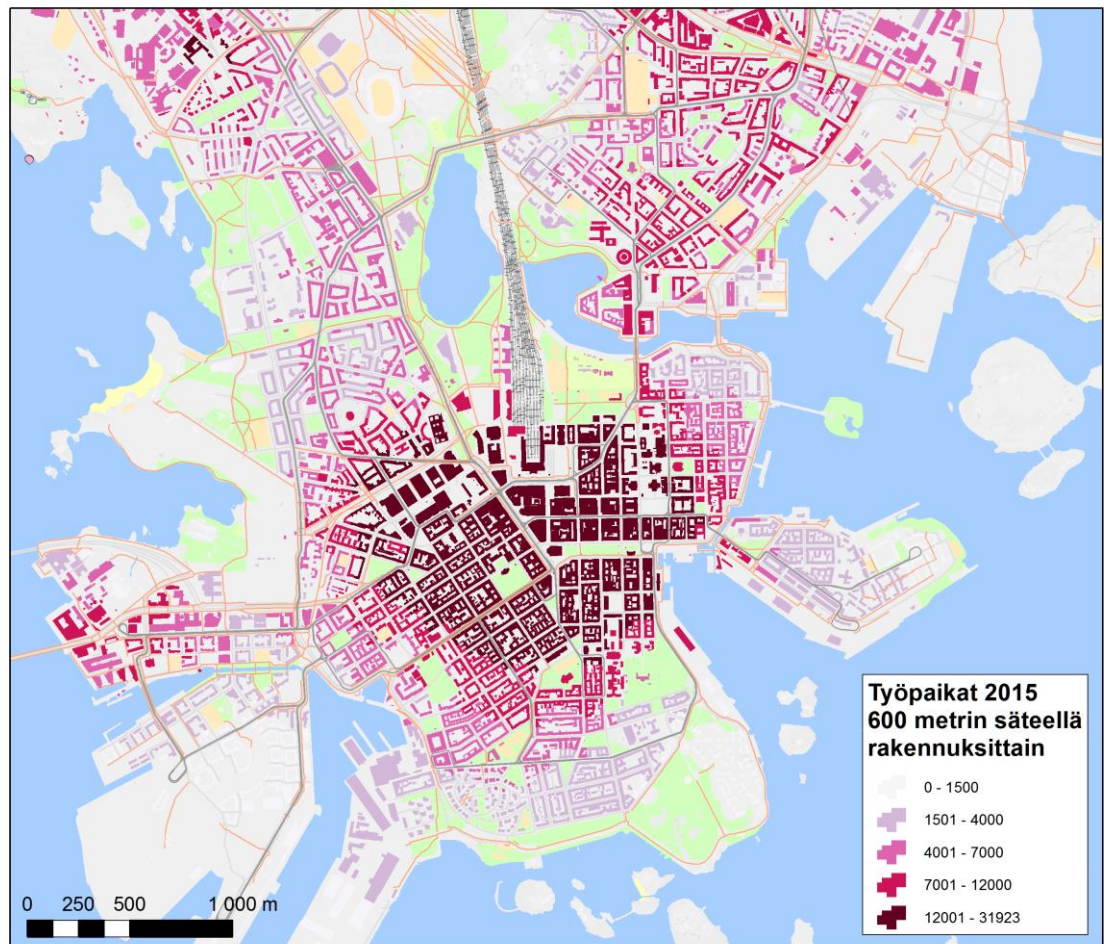 Työpaikat 2015
600 metrin säteellä
rakennuksittain
0 - 1500
1501 - 4000
4001 - 7000
7001 - 12000
12001 - 31923
0 250 500 1 000 m